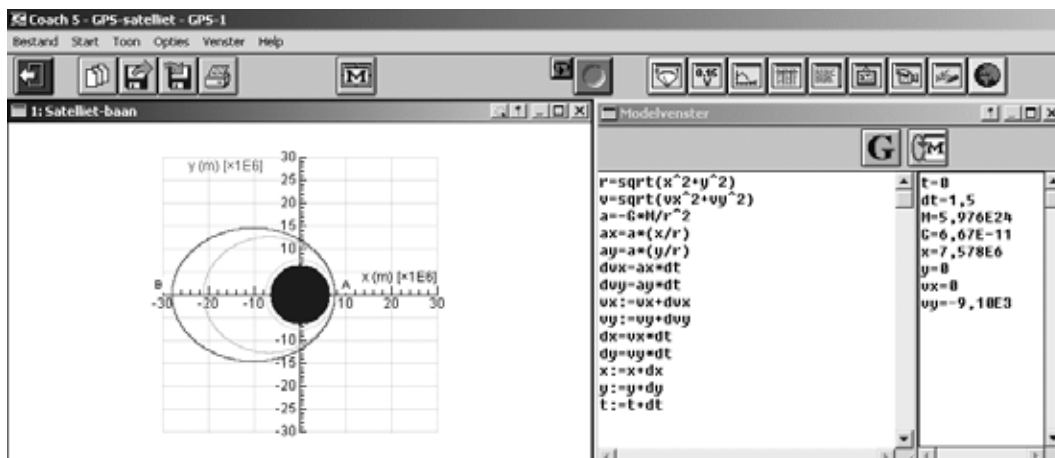 Coach 5 - GPS-satelliet - GPS-1
Bestand Start Toon Opties Venster Help
M
1: Satelliet-baan
y (m) [×1E6]
30
25
20
15
10
B
A
x (m) [×1E6]
-30 -20 -10 10 20 30
-10
-15
-20
-25
-30
Modelvenster
G M
r=sqrt(x^2+y^2)
v=sqrt(vx^2+vy^2)
a=-G*M/r^2
ax=a*(x/r)
ay=a*(y/r)
dvx=ax*dt
dvy=ay*dt
vx:=vx+dvx
vy:=vy+dvy
dx=vx*dt
dy=vy*dt
x:=x+dx
y:=y+dy
t:=t+dt
t=0
dt=1,5
M=5,976E24
G=6,67E-11
x=7,578E6
y=0
vx=0
vy=-9,10E3